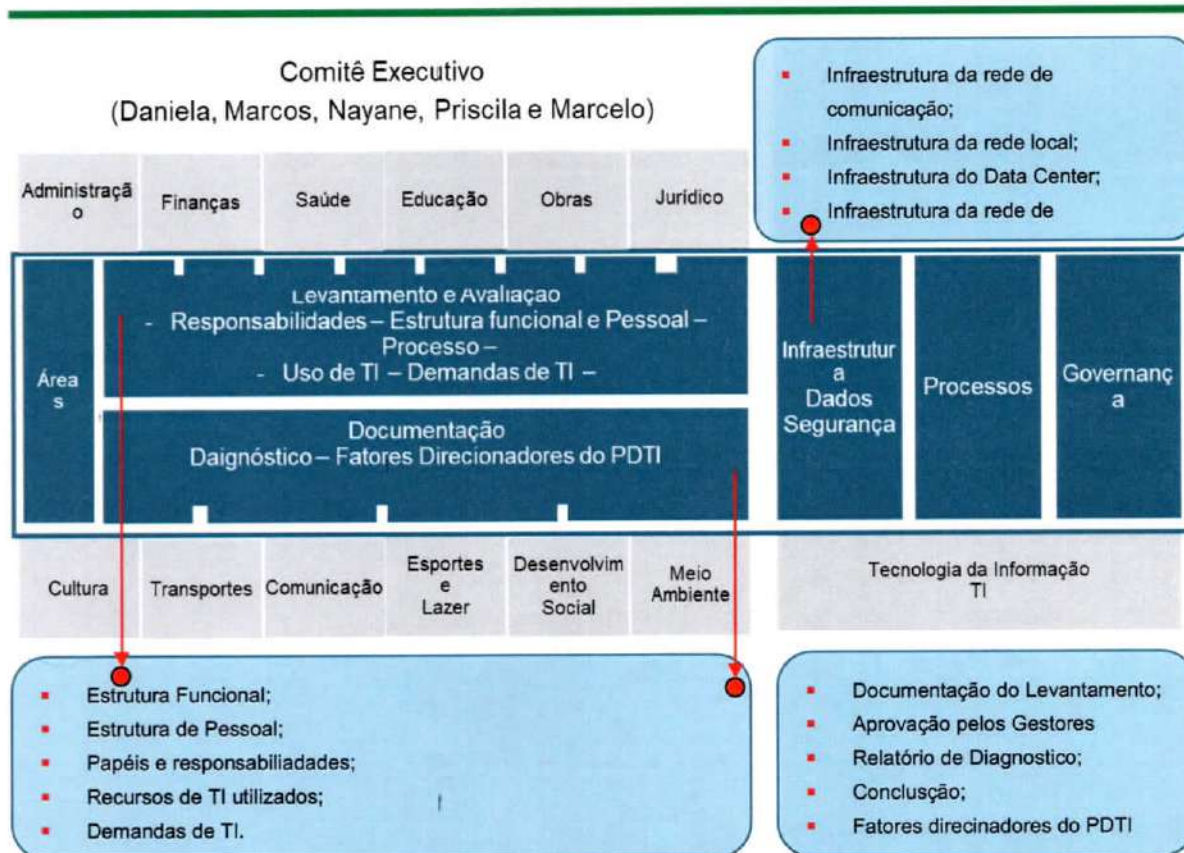 Comitê Executivo
(Daniela, Marcos, Nayane, Priscila e Marcelo)
▪ Infraestrutura da rede de
comunicação;
▪ Infraestrutura da rede local;
▪ Infraestrutura do Data Center;
▪ Infraestrutura da rede de
Administraçã
o
Finanças
Saúde
Educação
Obras
Jurídico
Área
s
Levantamento e Avaliação
- Responsabilidades – Estrutura funcional e Pessoal –
Processo –
- Uso de TI – Demandas de TI –
Documentação
Daignóstico – Fatores Direcionadores do PDTI
Infraestrutur
a
Dados
Segurança
Processos
Governanç
a
Cultura
Transportes
Comunicação
Esportes
e
Lazer
Desenvolvim
ento
Social
Meio
Ambiente
Tecnologia da Informação
TI
▪ Estrutura Funcional;
▪ Estrutura de Pessoal;
▪ Papéis e responsabiliadades;
▪ Recursos de TI utilizados;
▪ Demandas de TI.
▪ Documentação do Levantamento;
▪ Aprovação pelos Gestores
▪ Relatório de Diagnostico;
▪ Conclusção;
▪ Fatores direcinadores do PDTI